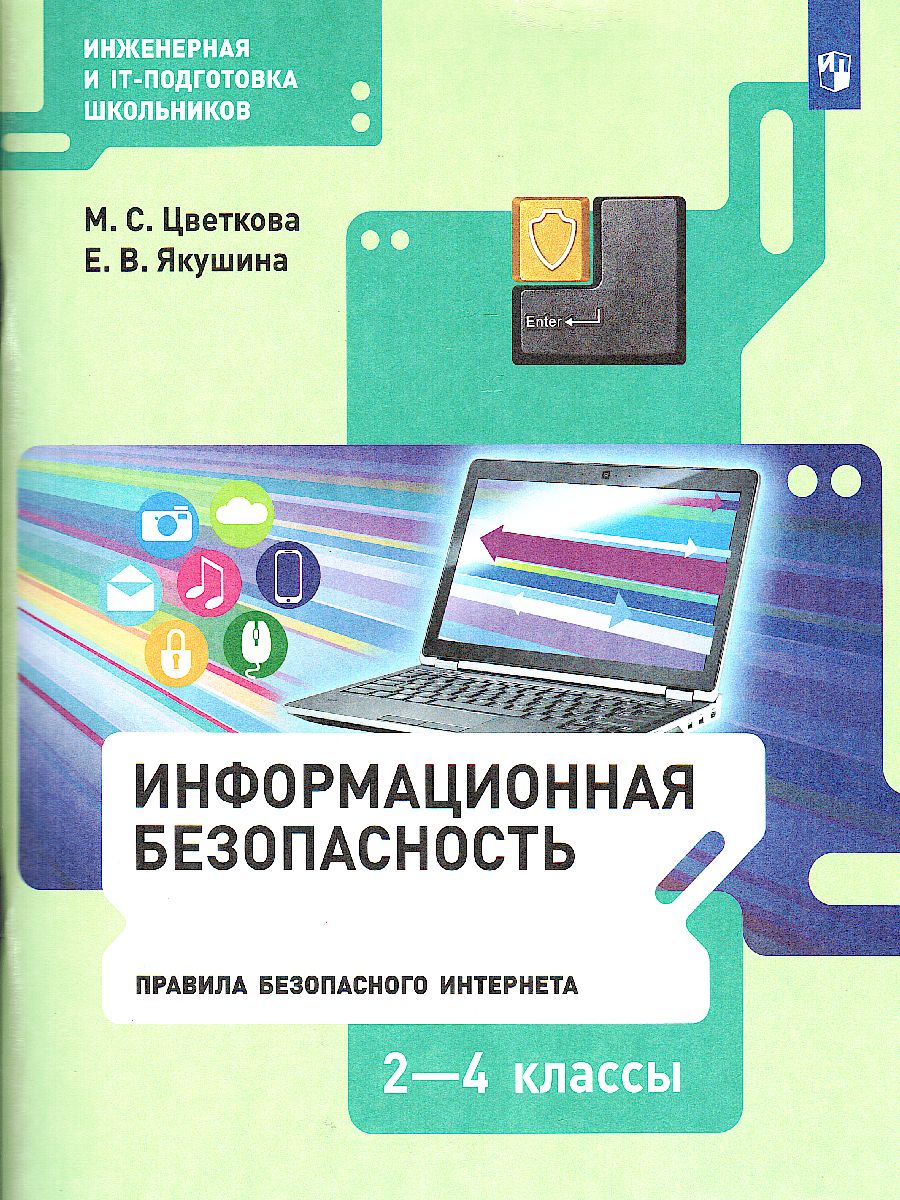 ИНЖЕНЕРНАЯ
И IT-ПОДГОТОВКА
ШКОЛЬНИКОВ
М. С. Цветкова
Е. В. Якушина
Enter
ИНФОРМАЦИОННАЯ
БЕЗОПАСНОСТЬ
ПРАВИЛА БЕЗОПАСНОГО ИНТЕРНЕТА
2—4 классы